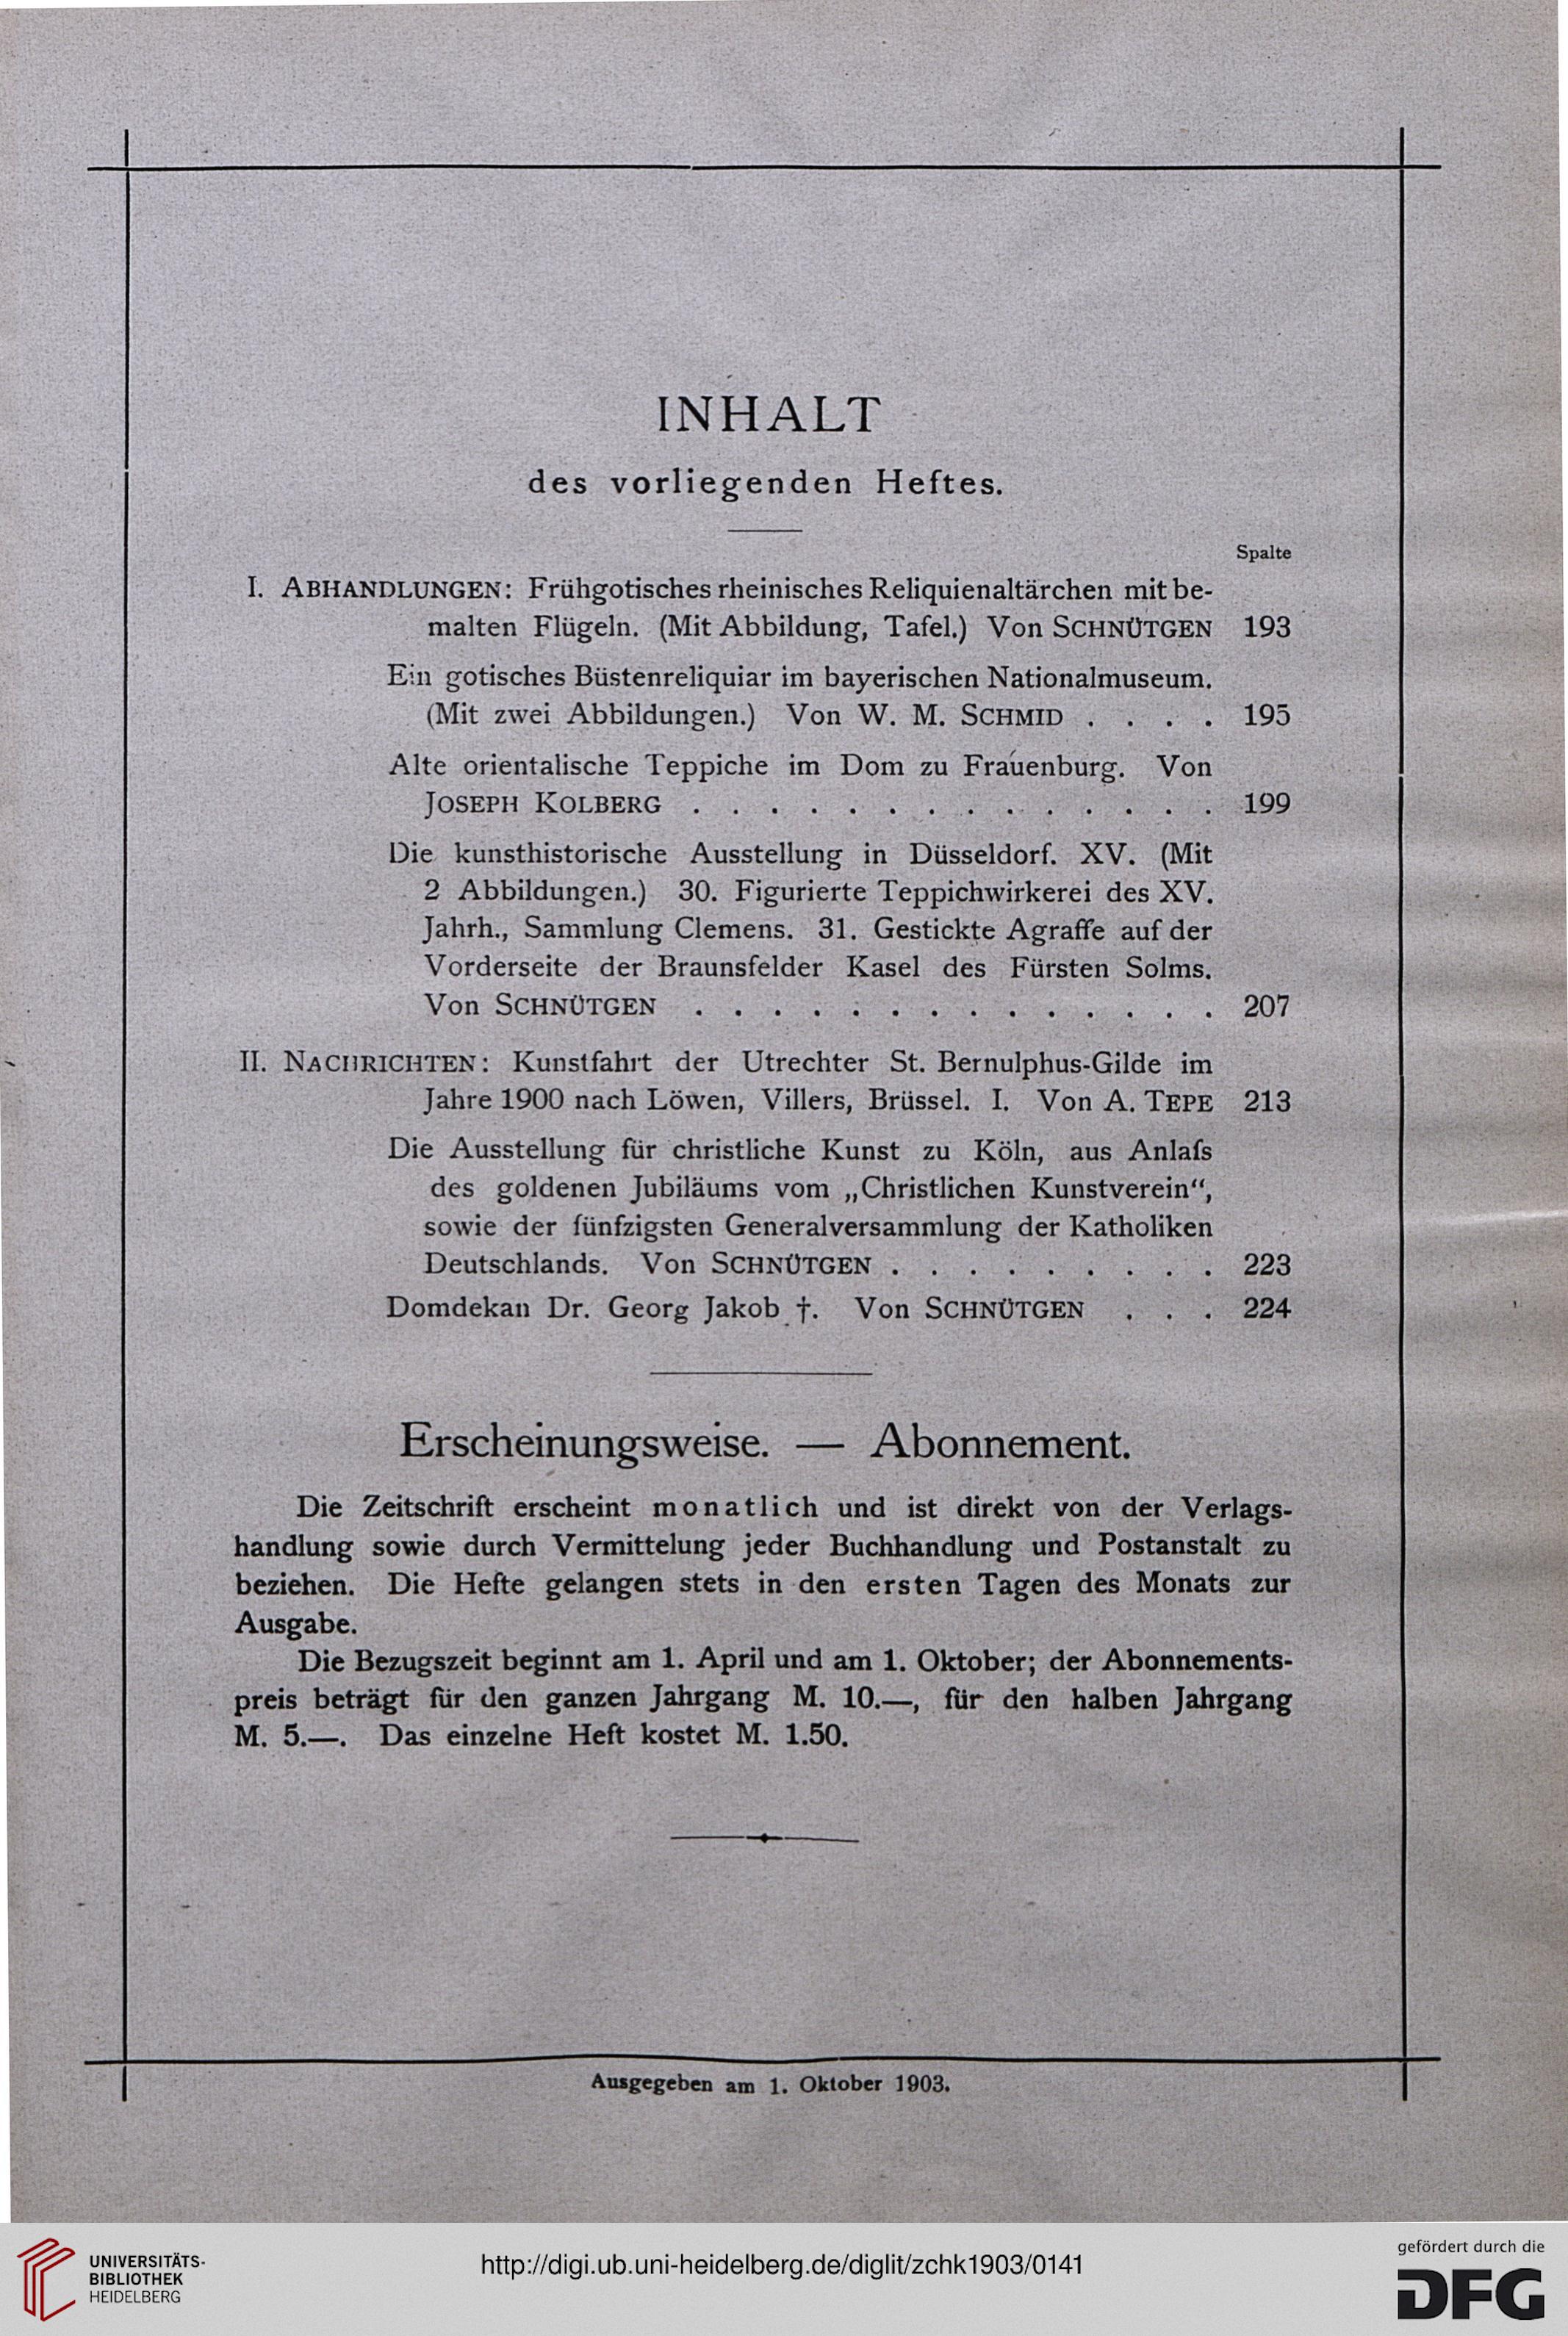 INHALT
des vorliegenden Heftes.
Spalte
I. ABHANDLUNGEN: Frühgotisches rheinisches Reliquienaltärchen mit be-
malten Flügeln. (Mit Abbildung, Tafel.) Von SCHNÜTGEN 193
Ein gotisches Büstenreliquiar im bayerischen Nationalmuseum.
(Mit zwei Abbildungen.) Von W. M. SCHMID . . . . 195
Alte orientalische Teppiche im Dom zu Frauenburg. Von
JOSEPH KOLBERG . . . . . . . . . . . . . . 199
Die kunsthistorische Ausstellung in Düsseldorf. XV. (Mit
2 Abbildungen.) 30. Figurierte Teppichwirkerei des XV.
Jahrh., Sammlung Clemens. 31. Gestickte Agraffe auf der
Vorderseite der Braunsfelder Kasel des Fürsten Solms.
Von SCHNÜTGEN . . . . . . . . . . . . . . 207
II. NACHRICHTEN: Kunstfahrt der Utrechter St. Bernulphus-Gilde im
Jahre 1900 nach Löwen, Villers, Brüssel. I. Von A. TEPE 213
Die Ausstellung für christliche Kunst zu Köln, aus Anlaſs
des goldenen Jubiläums vom „Christlichen Kunstverein“,
sowie der fünfzigsten Generalversammlung der Katholiken
Deutschlands. Von SCHNÜTGEN . . . . . . . . . 223
Domdekan Dr. Georg Jakob †. Von SCHNÜTGEN . . . 224
Erscheinungsweise. — Abonnement.
Die Zeitschrift erscheint monatlich und ist direkt von der Verlags-
handlung sowie durch Vermittelung jeder Buchhandlung und Postanstalt zu
beziehen. Die Hefte gelangen stets in den ersten Tagen des Monats zur
Ausgabe.
Die Bezugszeit beginnt am 1. April und am 1. Oktober; der Abonnements-
preis beträgt für den ganzen Jahrgang M. 10.—, für den halben Jahrgang
M. 5.—. Das einzelne Heft kostet M. 1.50.
Ausgegeben am 1. Oktober 1903.
UNIVERSITÄTS-
BIBLIOTHEK
HEIDELBERG
http://digi.ub.uni-heidelberg.de/diglit/zchk1903/0141
gefördert durch die
DFG